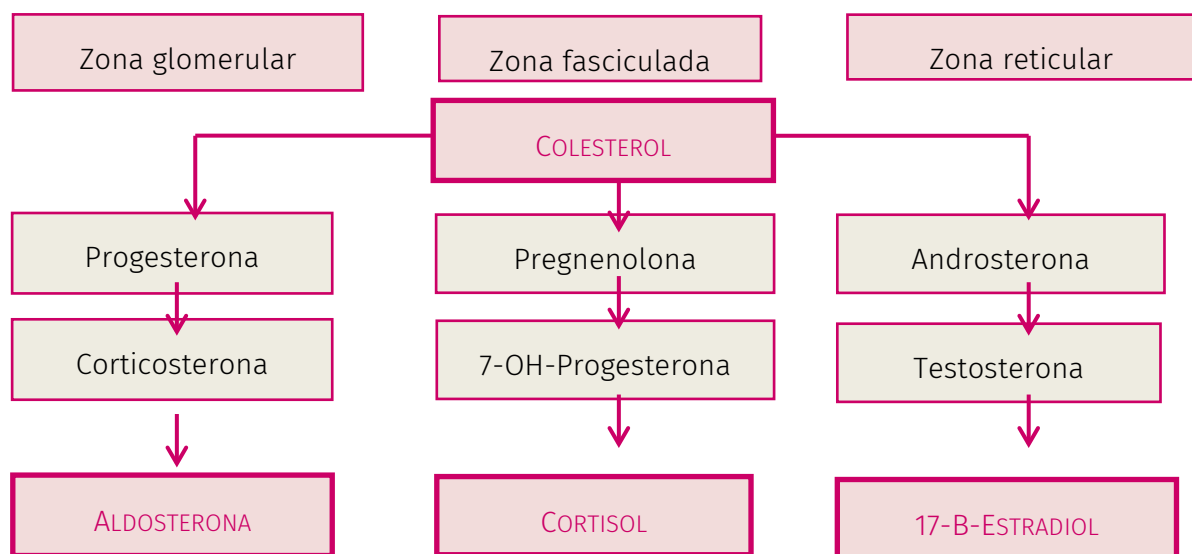 Zona glomerular
Zona fasciculada
Zona reticular
COLESTEROL
Progesterona
Pregnenolona
Androsterona
Corticosterona
7-OH-Progesterona
Testosterona
ALDOSTERONA
CORTISOL
17-B-ESTRADIOL